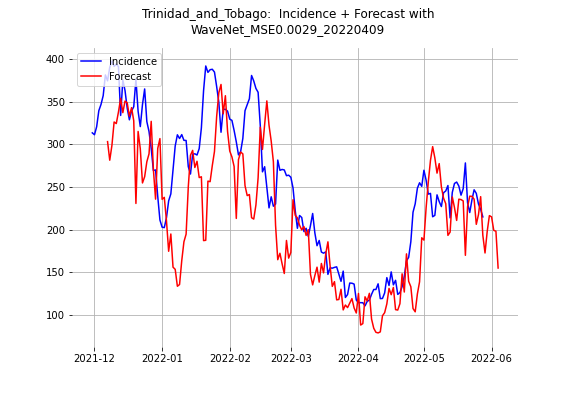 Trinidad_and_Tobago:  Incidence + Forecast with
WaveNet_MSE0.0029_20220409
Incidence
Forecast
400
350
300
250
200
150
100
2021-12 2022-01 2022-02 2022-03 2022-04 2022-05 2022-06